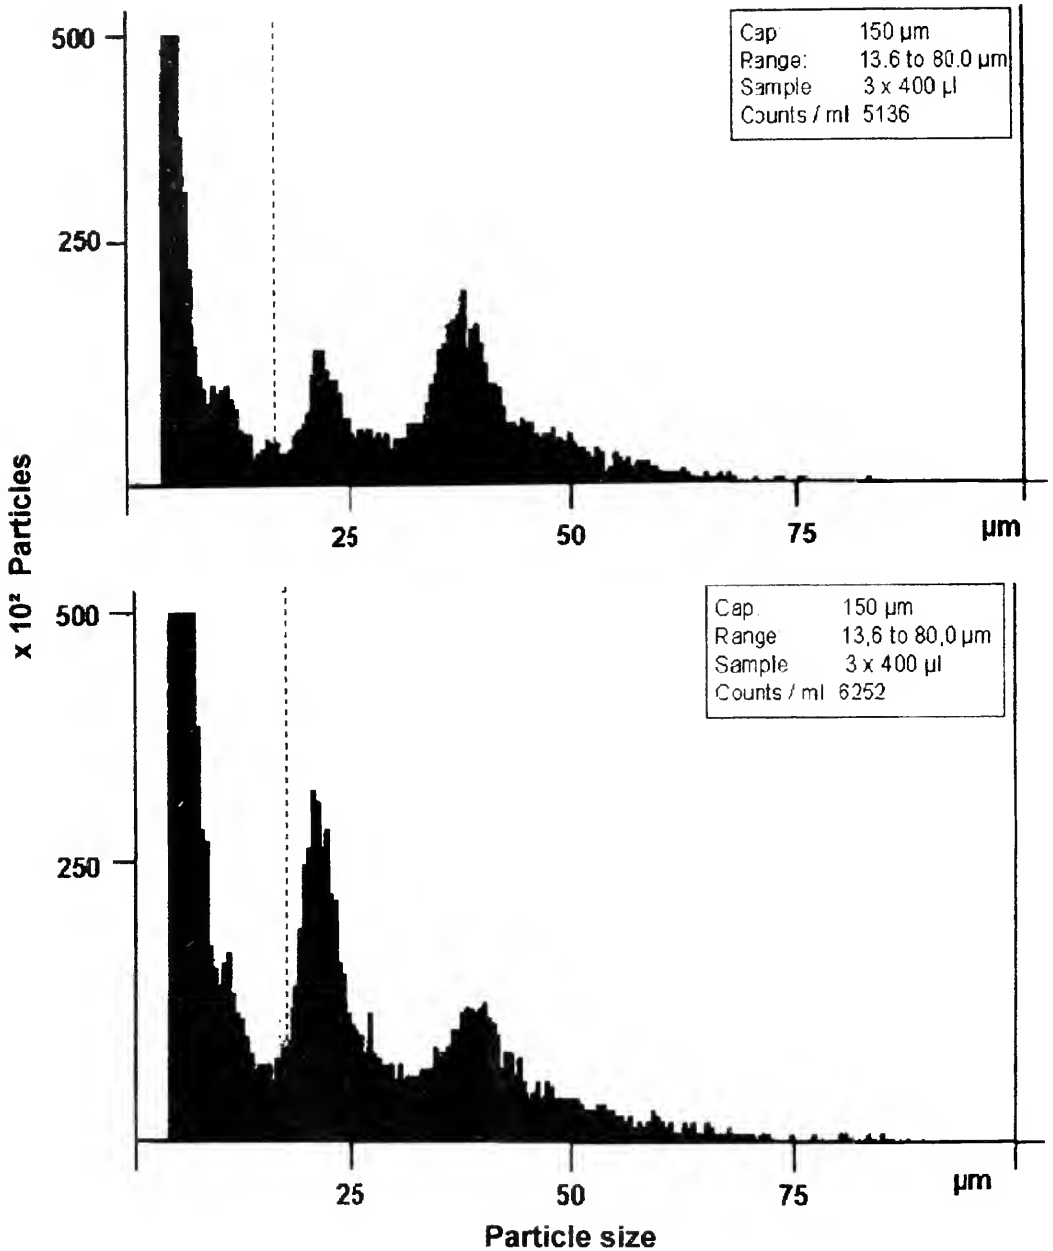 500
Cap 150 µm
Range: 13.6 to 80.0 µm
Sample 3 x 400 µl
Counts / ml 5136
250
25 50 75 µm
x 10² Particles
500
Cap. 150 µm
Range 13,6 to 80,0 µm
Sample 3 x 400 µl
Counts / ml 6252
250
25 50 75 µm
Particle size